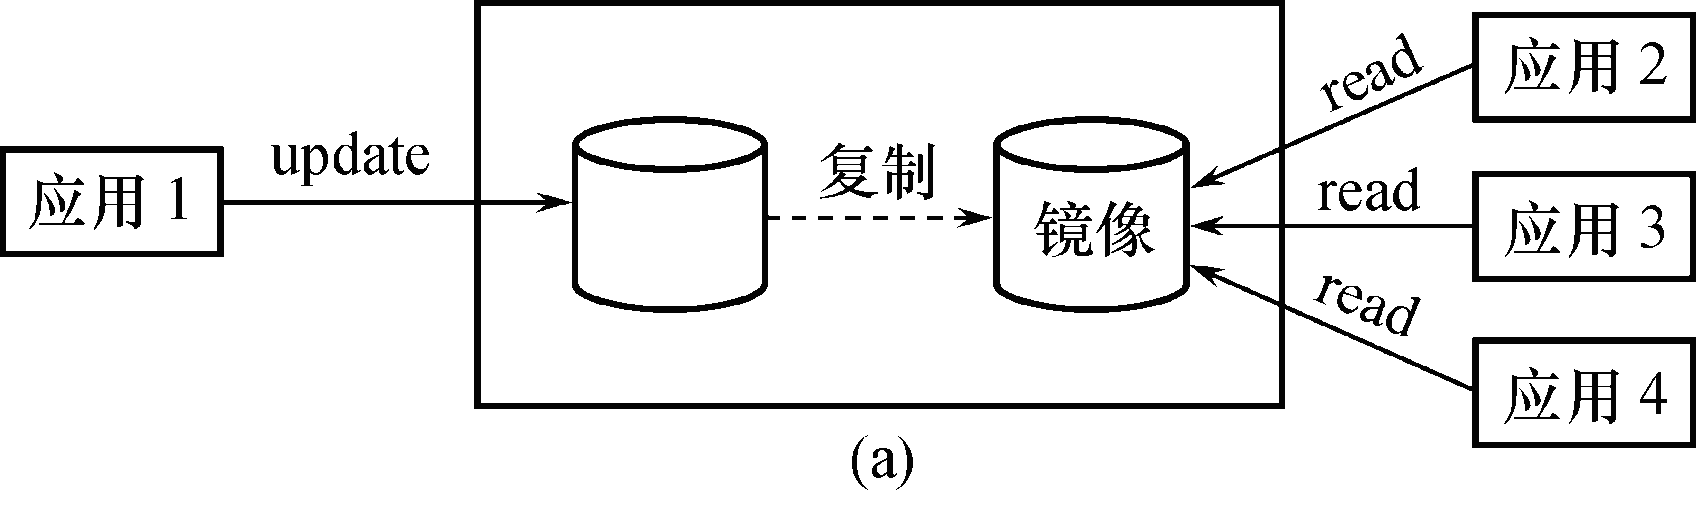 应用 1
update
复制
镜像
read
应用 2
read
应用 3
read
应用 4
(a)